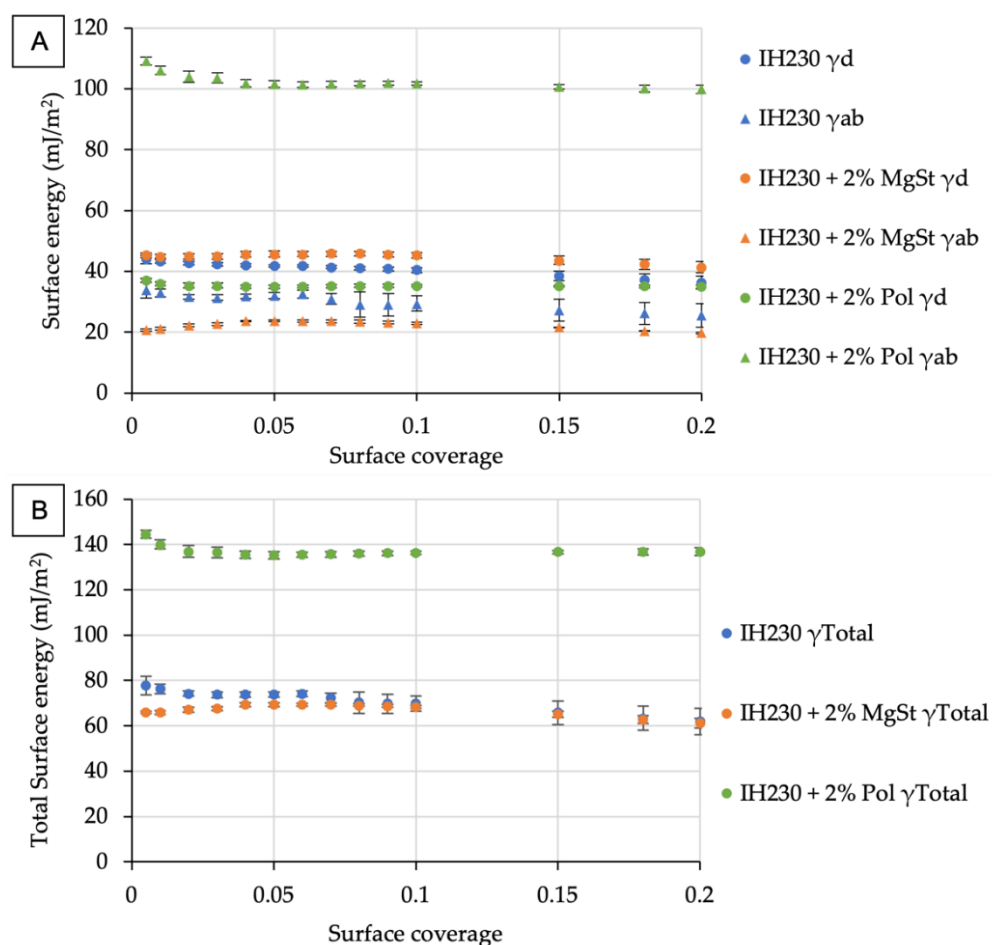 A
120
100
80
60
40
20
0
Surface energy (mJ/m²)
0
0.05
0.1
0.15
0.2
Surface coverage
IH230 γd
IH230 γab
IH230 + 2% MgSt γd
IH230 + 2% MgSt γab
IH230 + 2% Pol γd
IH230 + 2% Pol γab
B
160
140
120
100
80
60
40
20
0
Total Surface energy (mJ/m²)
0
0.05
0.1
0.15
0.2
Surface coverage
IH230 γTotal
IH230 + 2% MgSt γTotal
IH230 + 2% Pol γTotal